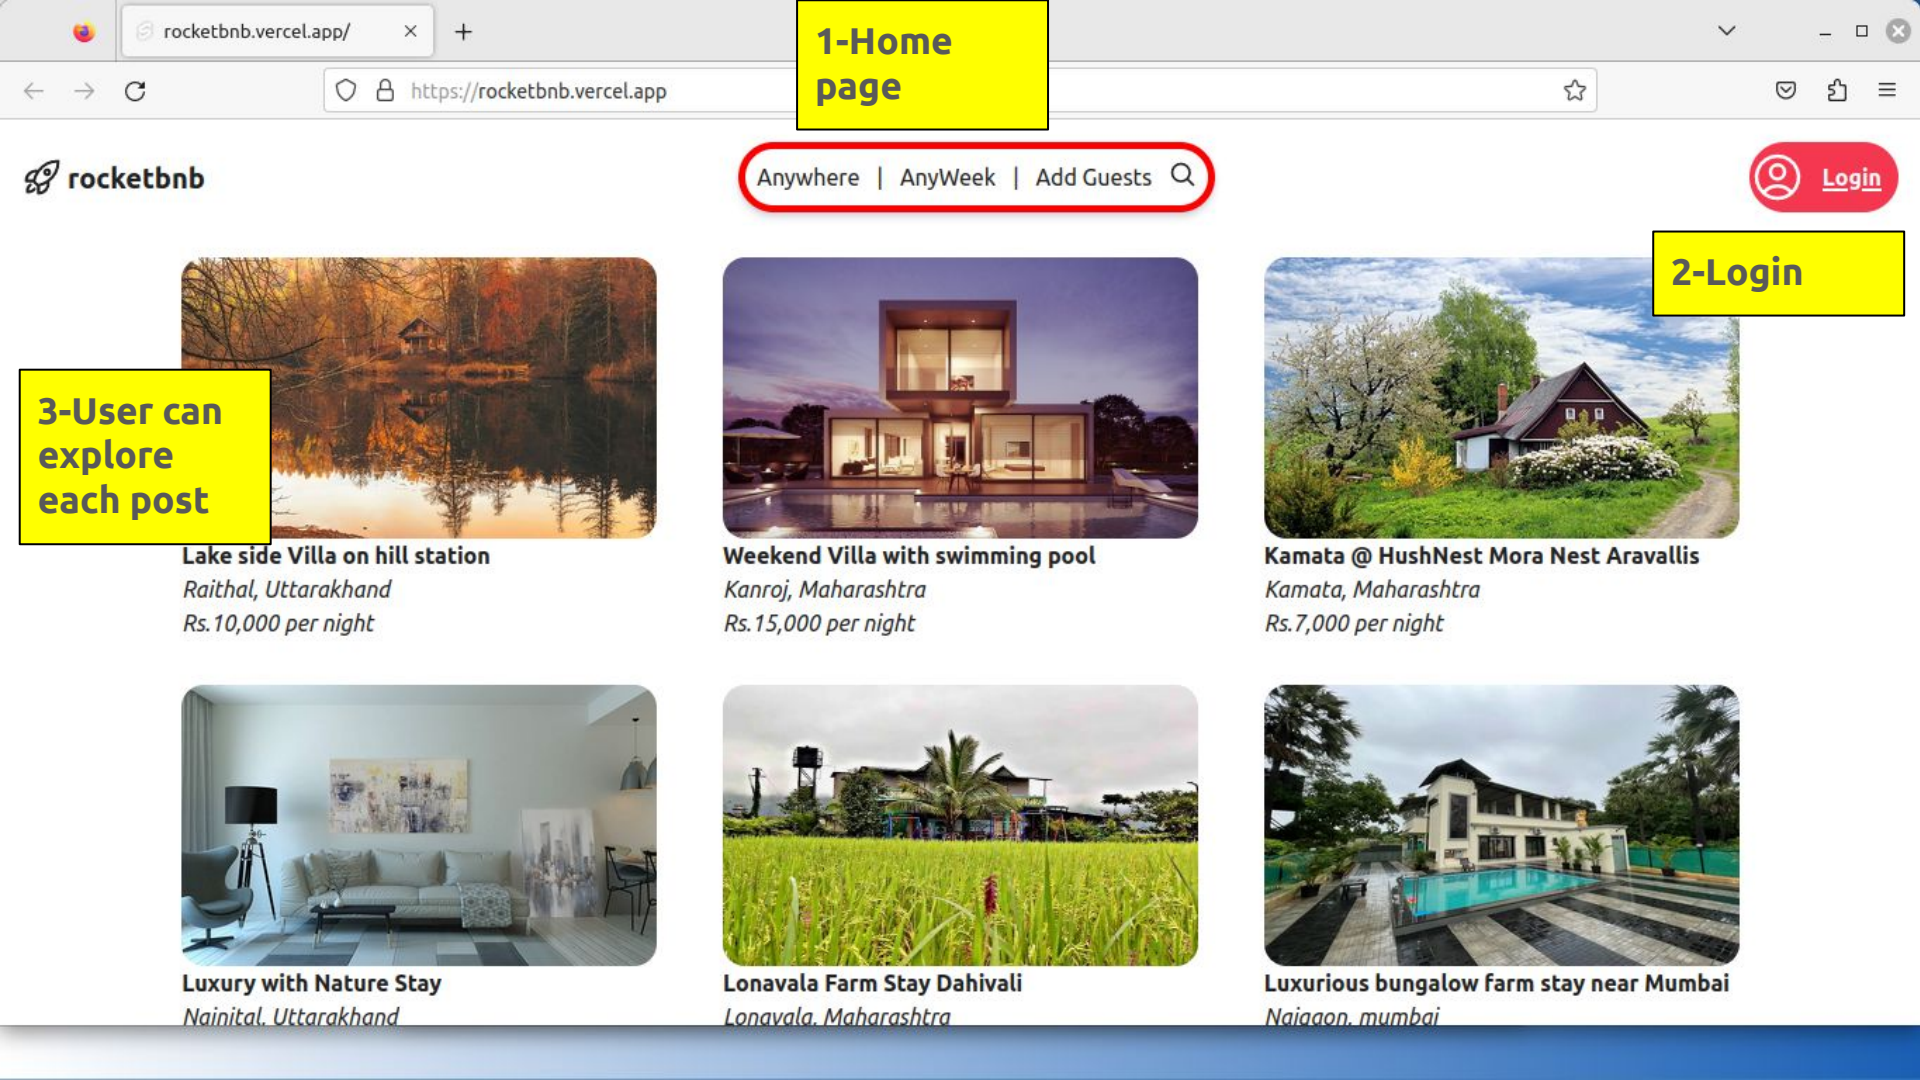 rocketbnb.vercel.app/
1-Home
page
https://rocketbnb.vercel.app
rocketbnb
Anywhere | AnyWeek | Add Guests
Login
2-Login
3-User can
explore
each post
Lake side Villa on hill station
Raithal, Uttarakhand
Rs.10,000 per night
Weekend Villa with swimming pool
Kanroj, Maharashtra
Rs.15,000 per night
Kamata @ HushNest Mora Nest Aravallis
Kamata, Maharashtra
Rs.7,000 per night
Luxury with Nature Stay
Nainital, Uttarakhand
Lonavala Farm Stay Dahivali
Lonavala, Maharashtra
Luxurious bungalow farm stay near Mumbai
Naigaon, mumbai